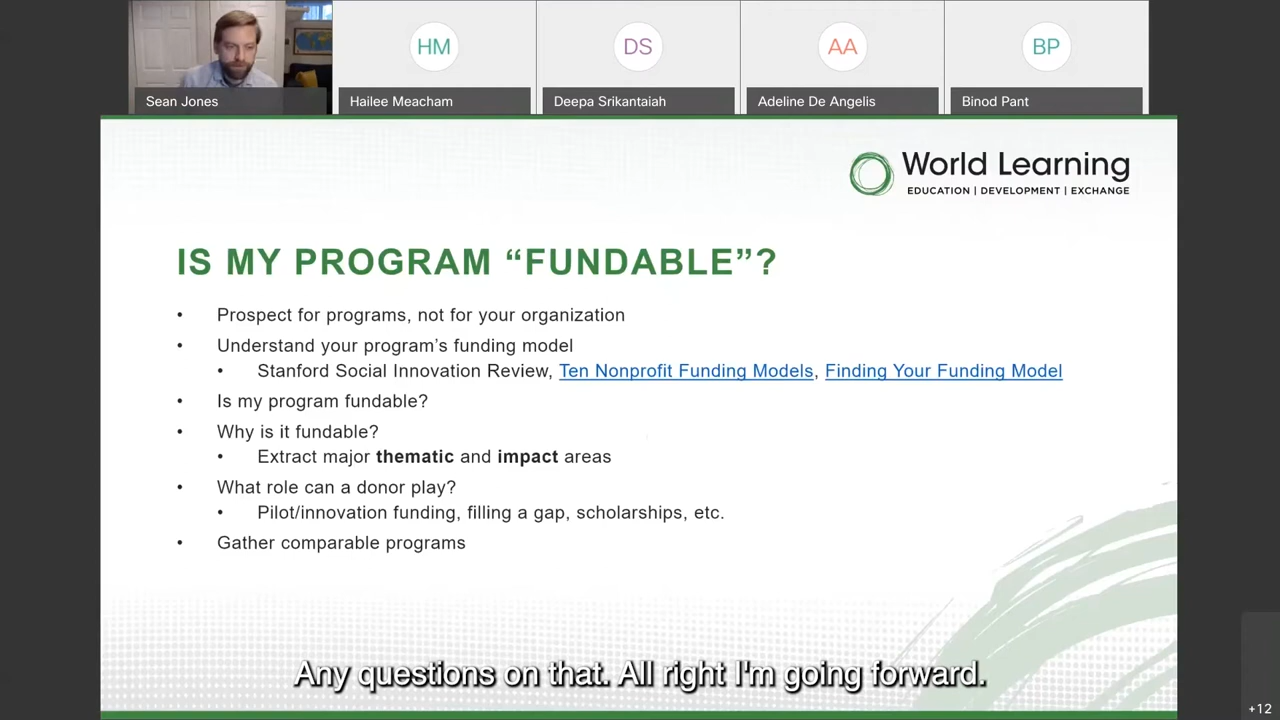 HM
DS
AA
BP
Sean Jones
Hailee Meacham
Deepa Srikantaiah
Adeline De Angelis
Binod Pant
World Learning
EDUCATION | DEVELOPMENT | EXCHANGE
IS MY PROGRAM “FUNDABLE”?
• Prospect for programs, not for your organization
• Understand your program’s funding model
• Stanford Social Innovation Review, Ten Nonprofit Funding Models, Finding Your Funding Model
• Is my program fundable?
• Why is it fundable?
• Extract major thematic and impact areas
• What role can a donor play?
• Pilot/innovation funding, filling a gap, scholarships, etc.
• Gather comparable programs
Any questions on that. All right I'm going forward.
+12